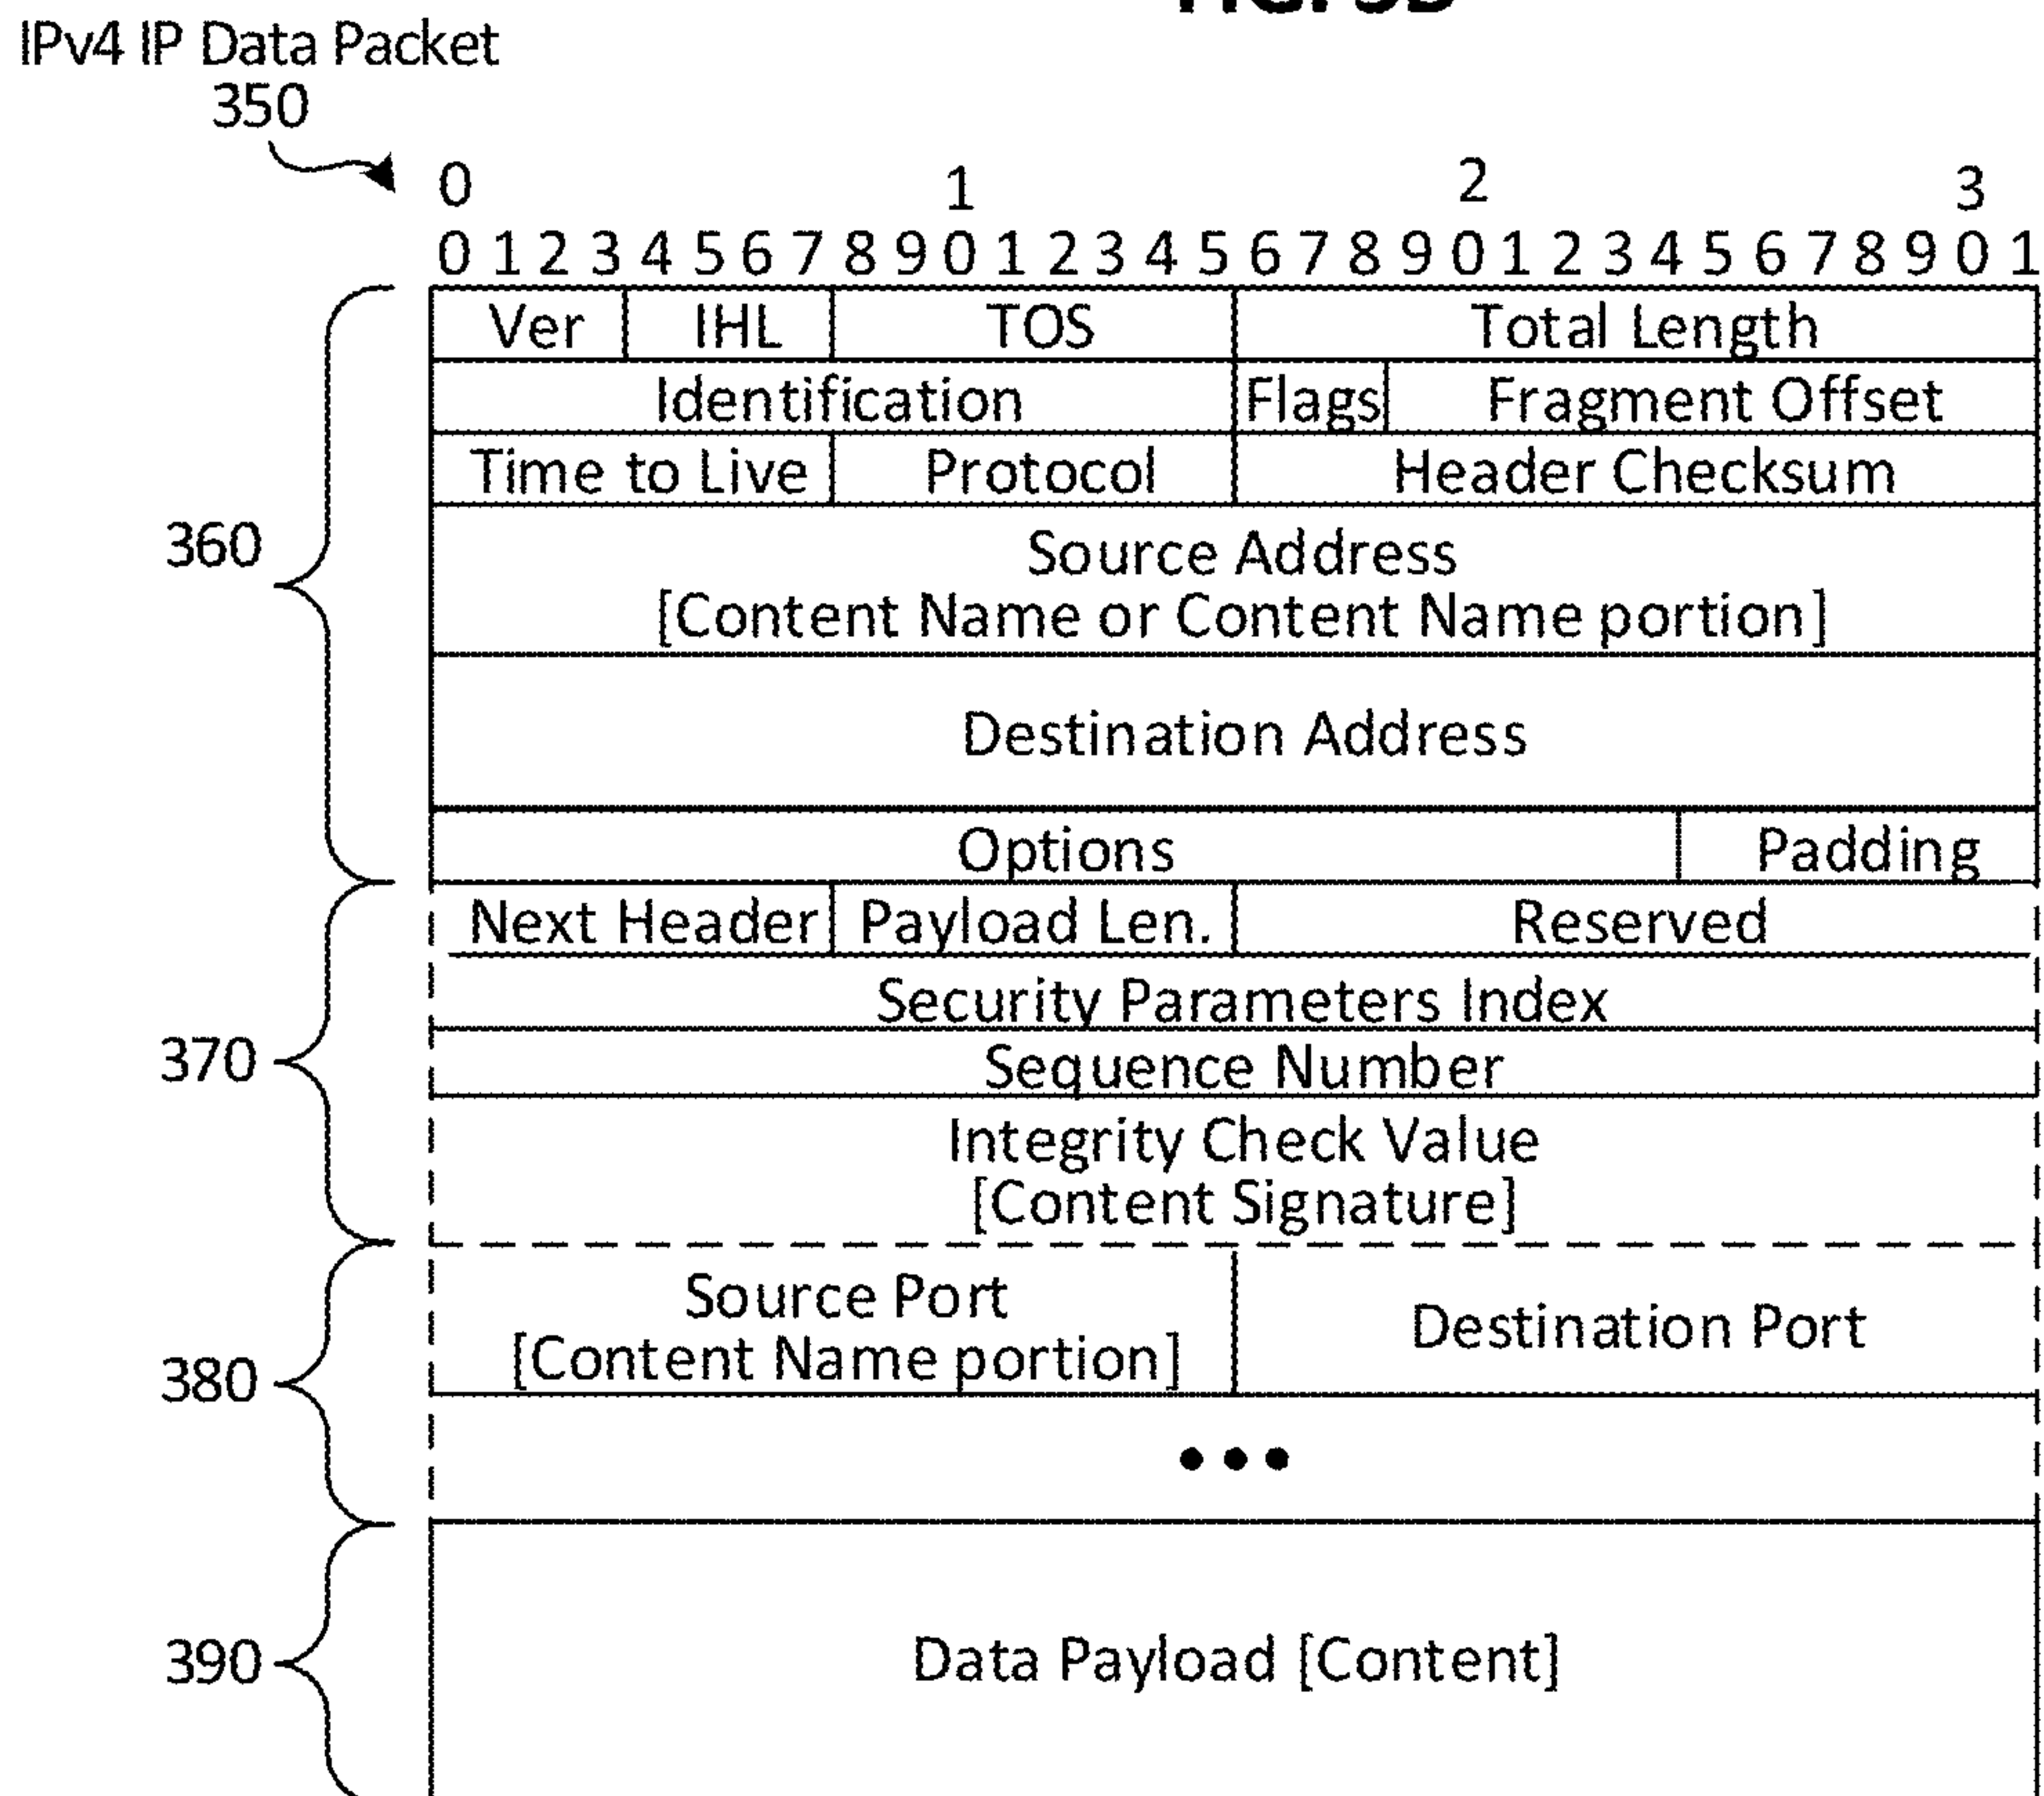 IPv4 IP Data Packet
350
0 1 2 3
0 1 2 3 4 5 6 7 8 9 0 1 2 3 4 5 6 7 8 9 0 1 2 3 4 5 6 7 8 9 0 1
Ver IHL TOS Total Length
Identification Flags Fragment Offset
Time to Live Protocol Header Checksum
360
Source Address
[Content Name or Content Name portion]
Destination Address
Options Padding
Next Header Payload Len. Reserved
Security Parameters Index
370
Sequence Number
Integrity Check Value
[Content Signature]
Source Port
[Content Name portion]
Destination Port
380
•••
390
Data Payload [Content]